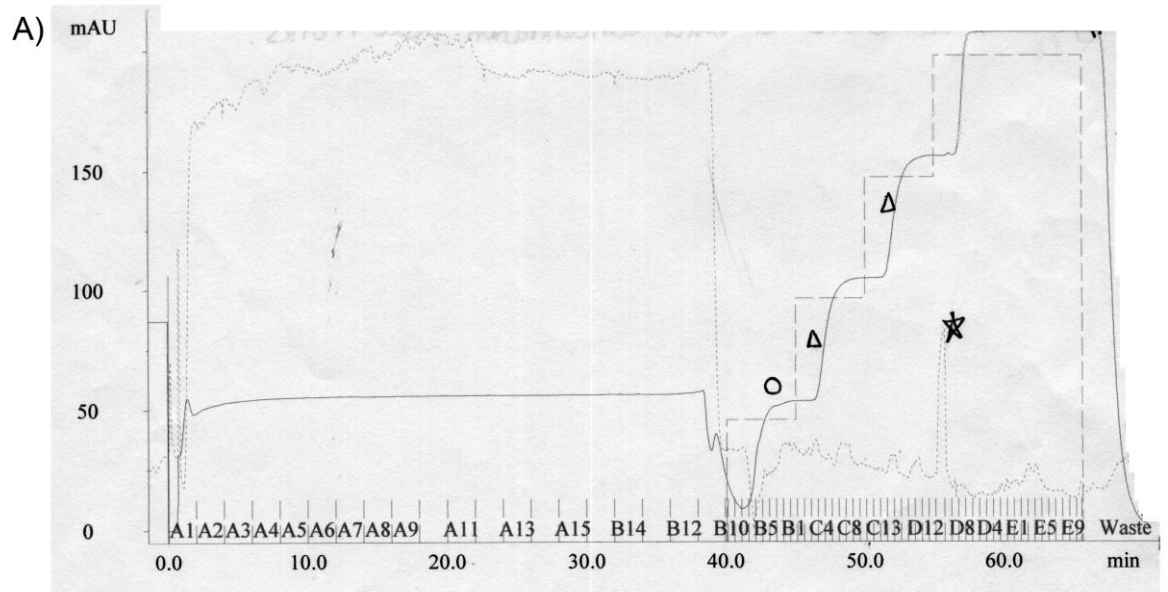 A)
mAU
150
100
50
0
A1 A2 A3 A4 A5 A6 A7 A8 A9 A11 A13 A15 B14 B12 B10 B5 B1 C4 C8 C13 D12 D8 D4 E1 E5 E9 Waste
0.0 10.0 20.0 30.0 40.0 50.0 60.0 min